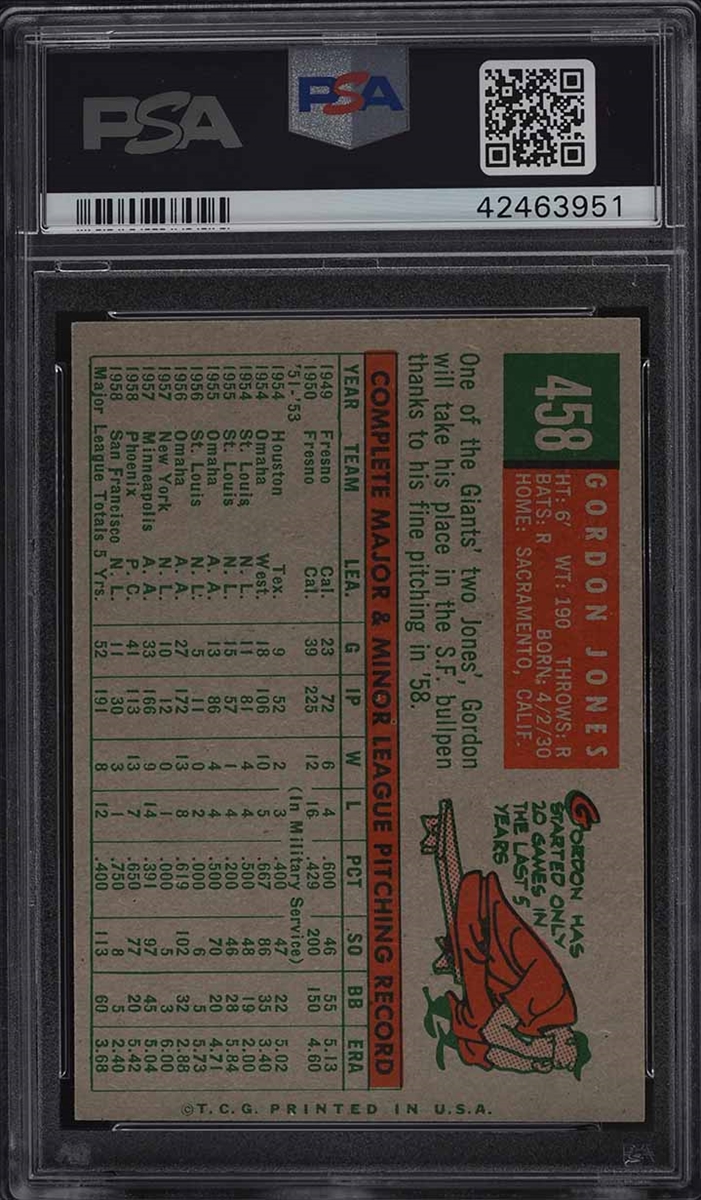 PSA
PSA
42463951
458
GORDON JONES
HT: 6' WT: 190 THROWS: R
BATS: R BORN: 4/2/30
HOME: SACRAMENTO, CALIF.
One of the Giants' two Jones', Gordon
will take his place in the S.F. bullpen
thanks to his fine pitching in '58.
GORDON HAS
STARTED ONLY
20 GAMES IN
THE LAST 5
YEARS
COMPLETE MAJOR & MINOR LEAGUE PITCHING RECORD
YEAR TEAM LEA. G IP W L PCT SO BB ERA
1949 Fresno Cal. 23 72 6 4 .600 46 55 5.13
1950 Fresno Cal. 39 225 12 16 .429 200 150 4.60
'51-'53 (In Military Service)
1954 Houston Tex. 9 52 2 3 .400 47 22 5.02
1954 Omaha West. 18 106 10 5 .667 86 35 3.40
1954 St. Louis N. L. 11 81 4 4 .500 48 19 2.00
1955 St. Louis N. L. 15 57 1 4 .200 46 28 5.84
1955 Omaha A. A. 13 86 4 4 .500 70 20 4.71
1956 St. Louis N. L. 5 11 0 2 .000 6 5 5.73
1956 Omaha A. A. 27 172 13 8 .619 102 32 2.88
1957 New York N. L. 10 12 0 1 .000 5 3 6.00
1957 Minneapolis A. A. 33 166 9 14 .391 97 45 5.04
1958 Phoenix P. C. 41 113 13 7 .650 77 20 5.42
1958 San Francisco N. L. 11 30 3 1 .750 8 5 2.40
Major League Totals 5 Yrs. 52 191 8 12 .400 113 60 3.68
©T.C.G. PRINTED IN U.S.A.